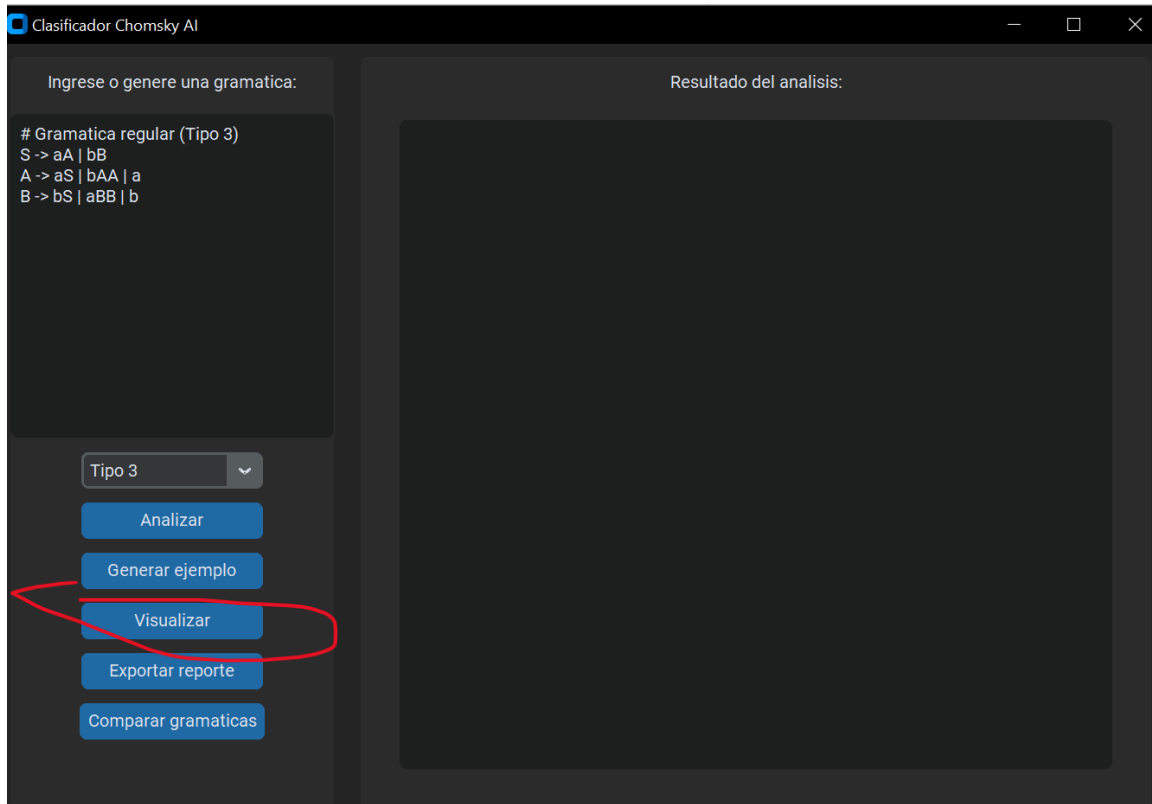 Clasificador Chomsky AI
Ingrese o genere una gramatica:
# Gramatica regular (Tipo 3)
S -> aA | bB
A -> aS | bAA | a
B -> bS | aBB | b
Tipo 3
Analizar
Generar ejemplo
Visualizar
Exportar reporte
Comparar gramaticas
Resultado del analisis: